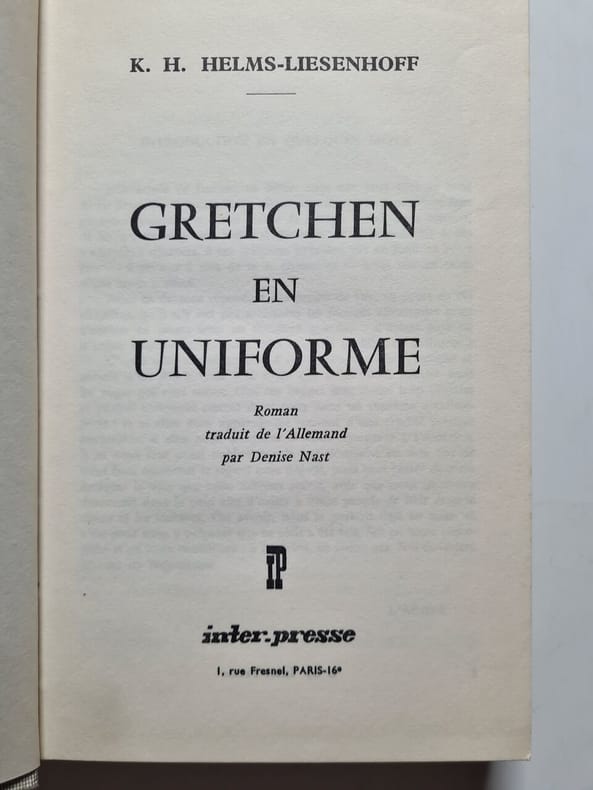 K. H. HELMS-LIESENHOFF
GRETCHEN
EN
UNIFORME
Roman
traduit de l'Allemand
par Denise Nast
IP
inter-presse
1, rue Fresnel, PARIS-16e